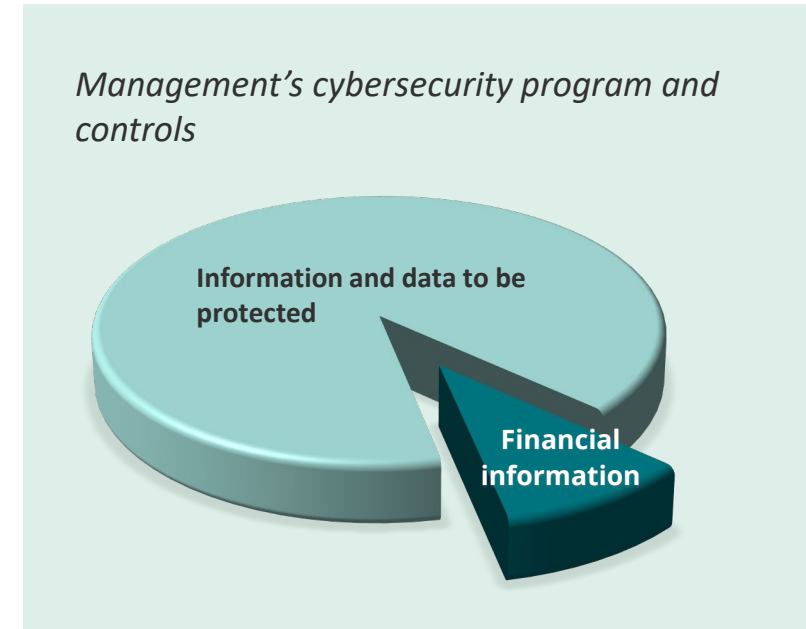 Management’s cybersecurity program and
controls
Information and data to be
protected
Financial
information